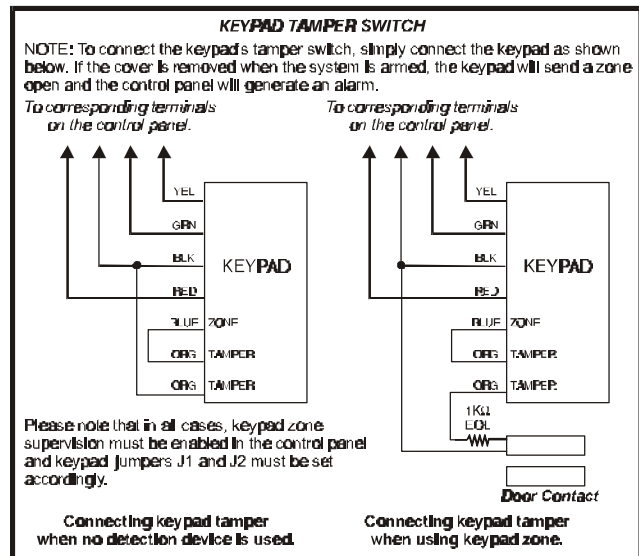 KEYPAD TAMPER SWITCH
NOTE: To connect the keypad's tamper switch, simply connect the keypad as shown
below. If the cover is removed when the system is armed, the keypad will send a zone
open and the control panel will generate an alarm.
To corresponding terminals
on the control panel.
YEL
GRN
BLK
KEYPAD
RED
BLUE ZONE
ORG TAMPER
ORG TAMPER
Please note that in all cases, keypad zone
supervision must be enabled in the control panel
and keypad jumpers J1 and J2 must be set
accordingly.
Connecting keypad tamper
when no detection device is used.
To corresponding terminals
on the control panel.
YEL
GRN
BLK
KEYPAD
RED
BLUE ZONE
ORG TAMPER
ORG TAMPER
1KΩ
EOL
Door Contact
Connecting keypad tamper
when using keypad zone.